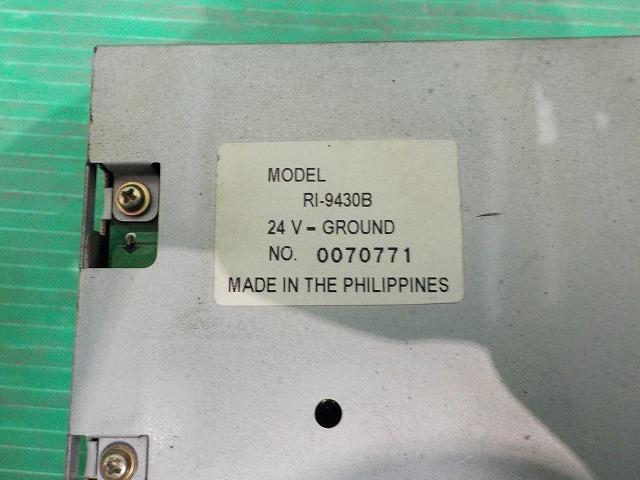 MODEL
RI-9430B
24 V - GROUND
NO. 0070771
MADE IN THE PHILIPPINES